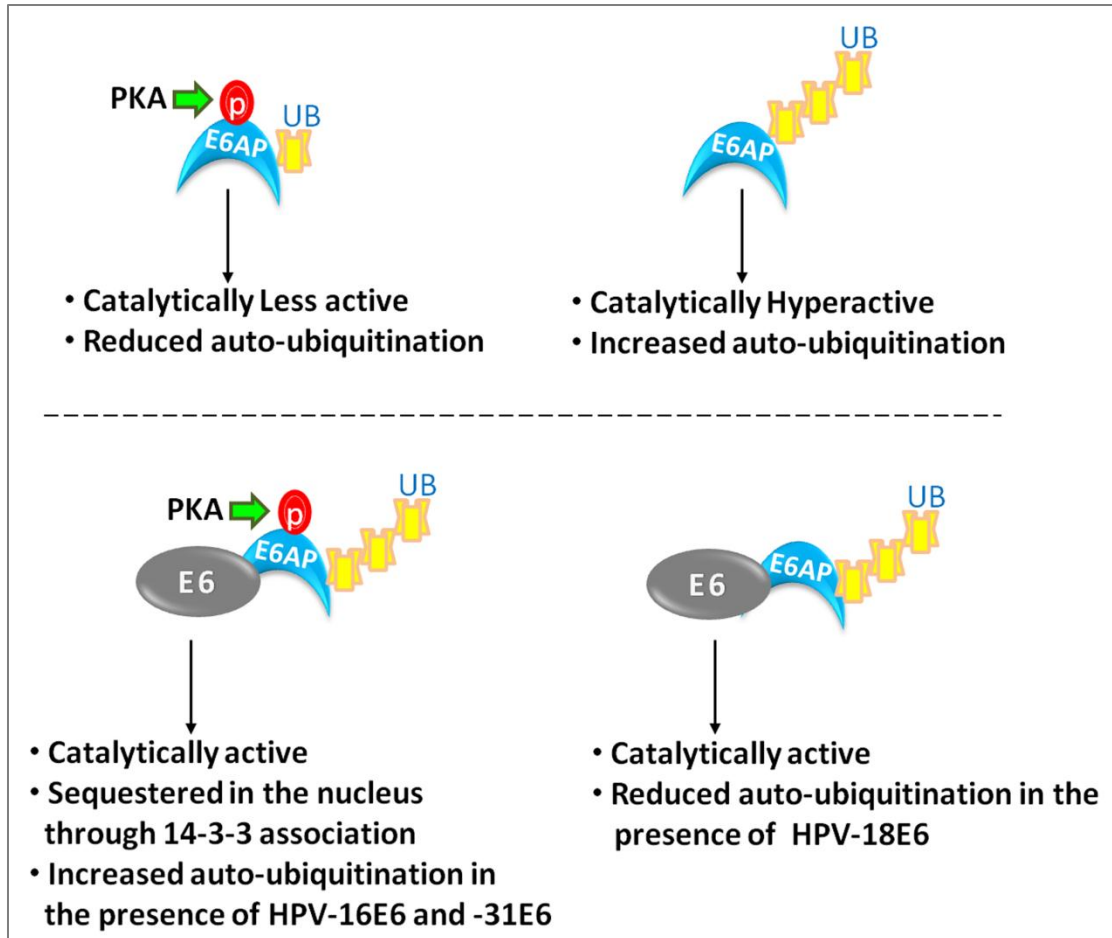 UB
PKA
p
UB
E6AP
E6AP
• Catalytically Less active
• Reduced auto-ubiquitination
• Catalytically Hyperactive
• Increased auto-ubiquitination
UB
PKA
p
E6AP
E6
UB
E6AP
E6
• Catalytically active
• Sequestered in the nucleus
through 14-3-3 association
• Increased auto-ubiquitination in
the presence of HPV-16E6 and -31E6
• Catalytically active
• Reduced auto-ubiquitination in the
presence of HPV-18E6